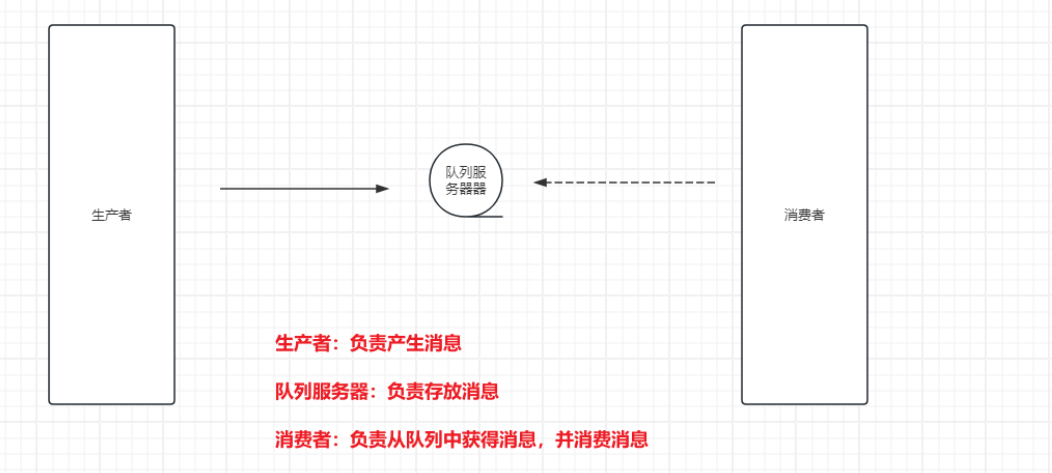 队列服
务器器
生产者
消费者
生产者：负责产生消息
队列服务器：负责存放消息
消费者：负责从队列中获得消息，并消费消息